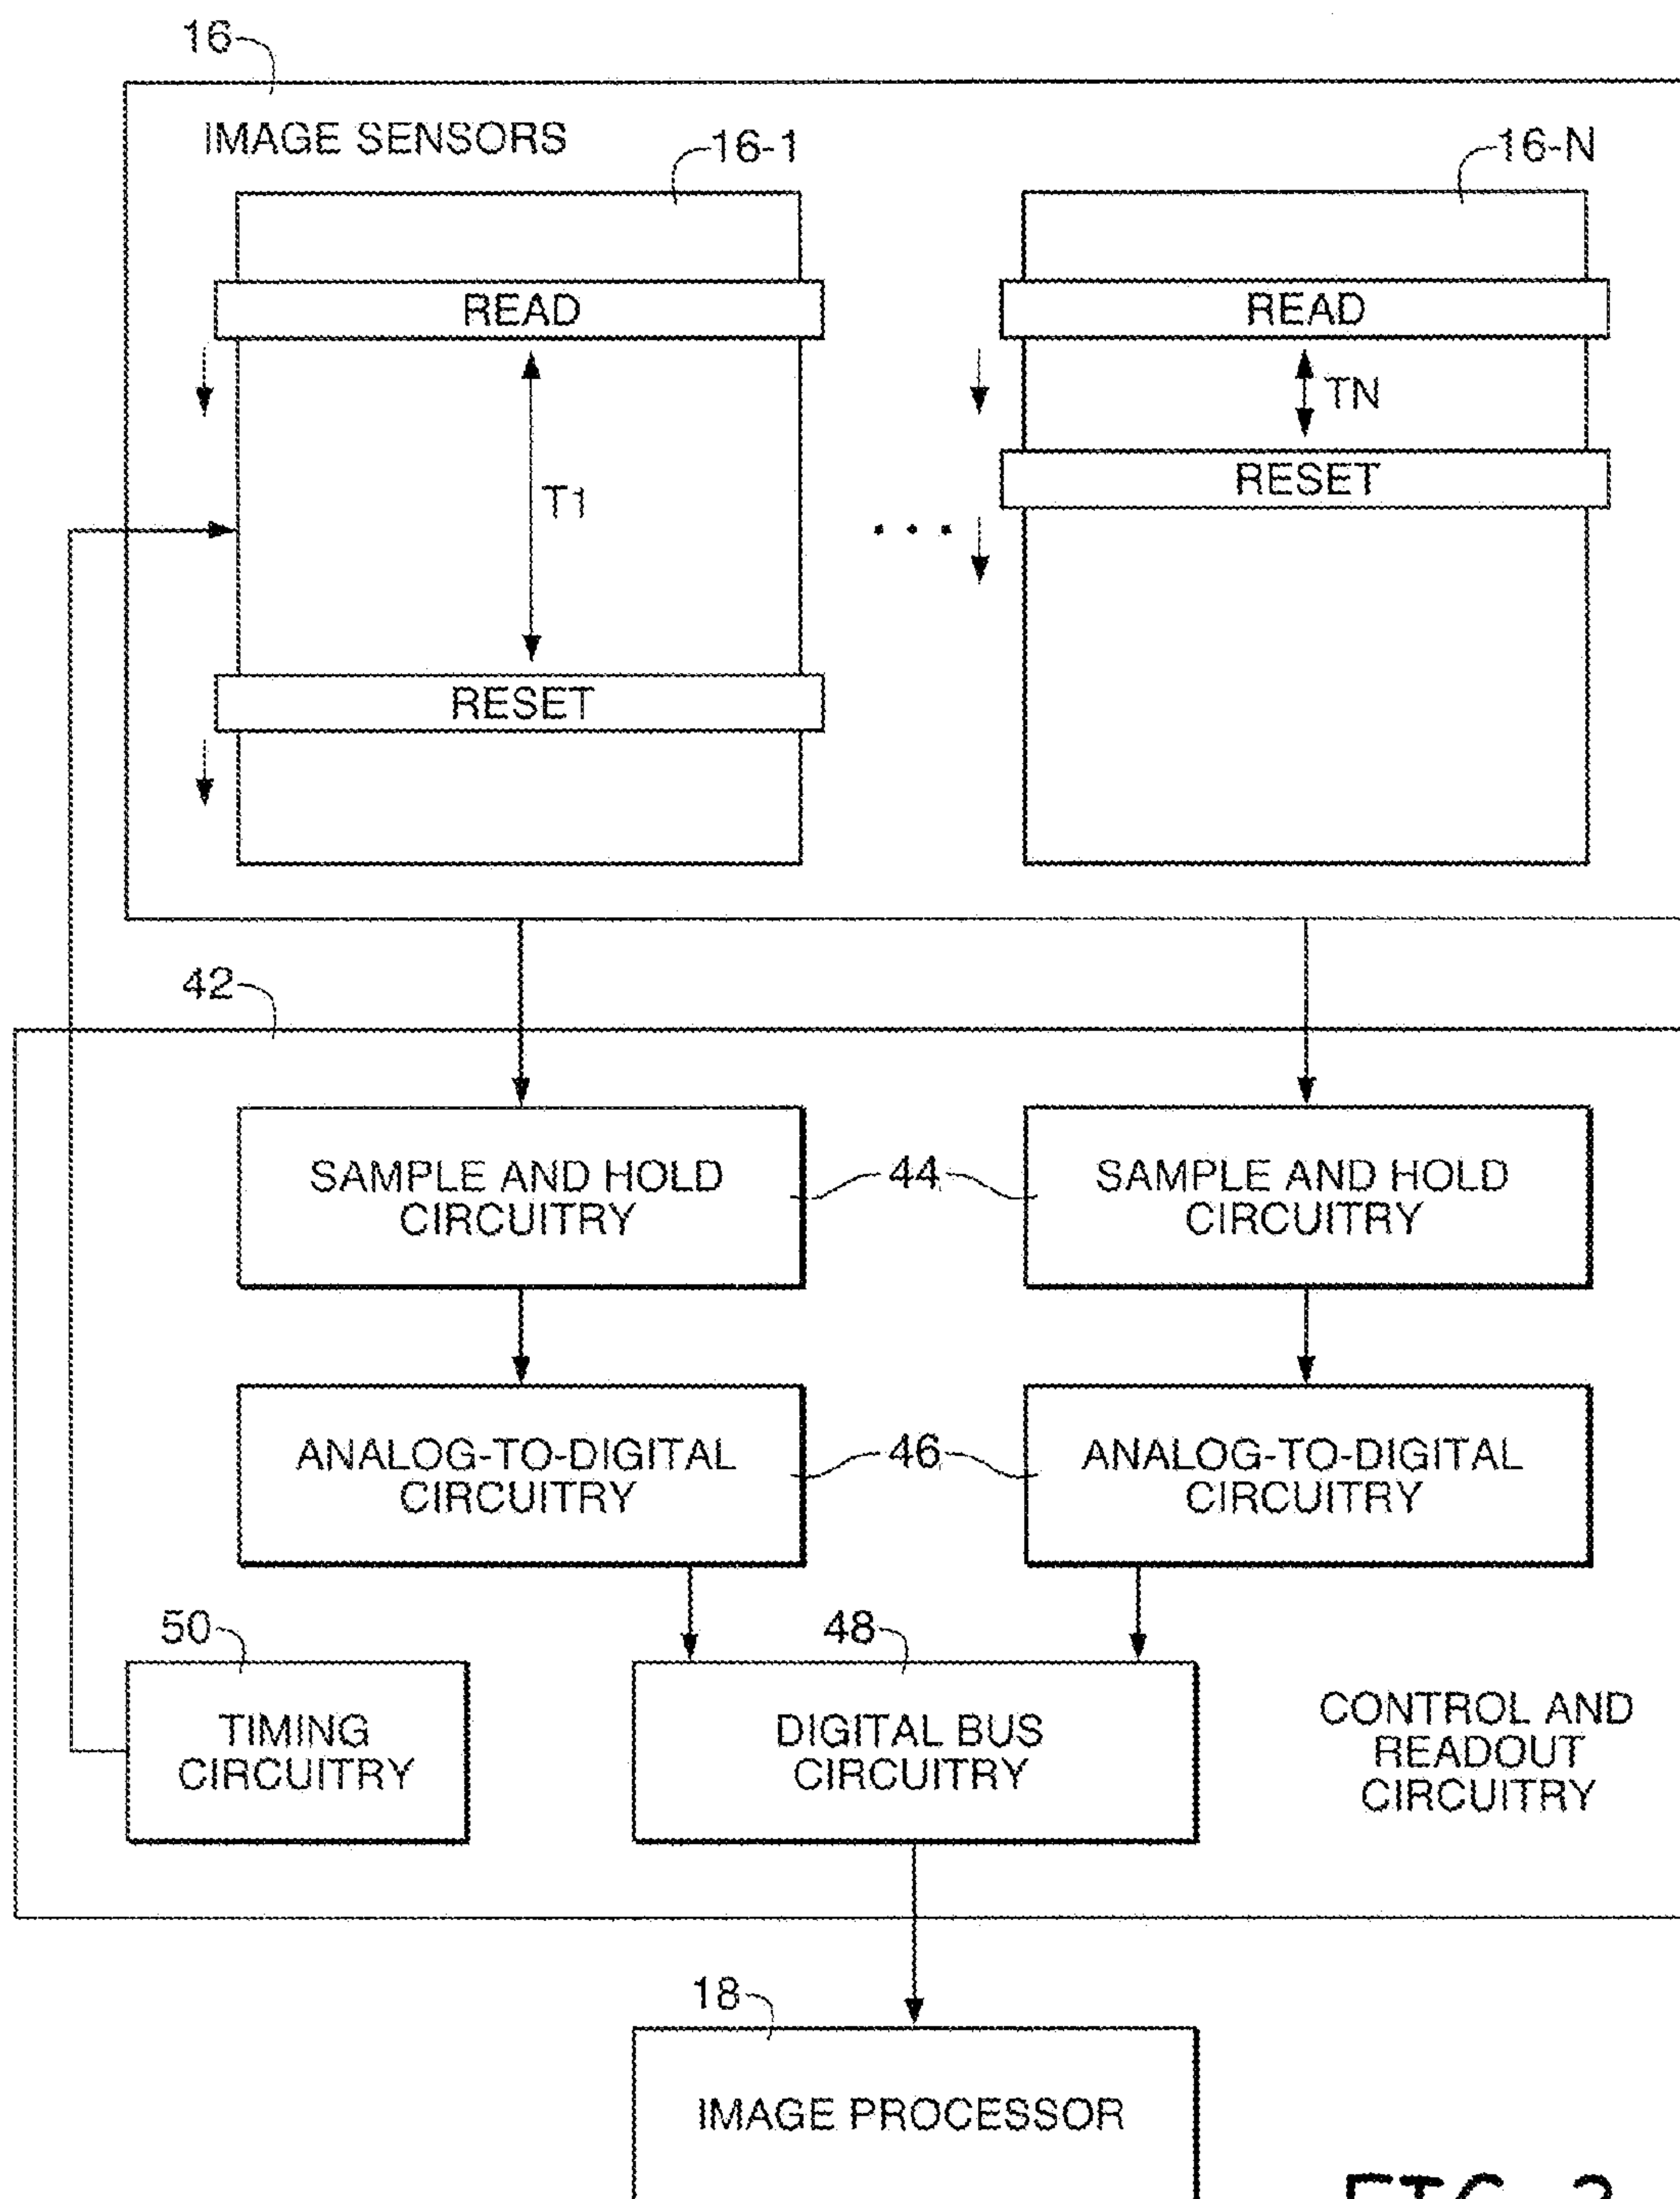 16
IMAGE SENSORS
16-1
16-N
READ
READ
TN
T1
RESET
. . .
RESET
42
SAMPLE AND HOLD
CIRCUITRY
44
SAMPLE AND HOLD
CIRCUITRY
ANALOG-TO-DIGITAL
CIRCUITRY
46
ANALOG-TO-DIGITAL
CIRCUITRY
50
48
TIMING
CIRCUITRY
DIGITAL BUS
CIRCUITRY
CONTROL AND
READOUT
CIRCUITRY
18
IMAGE PROCESSOR